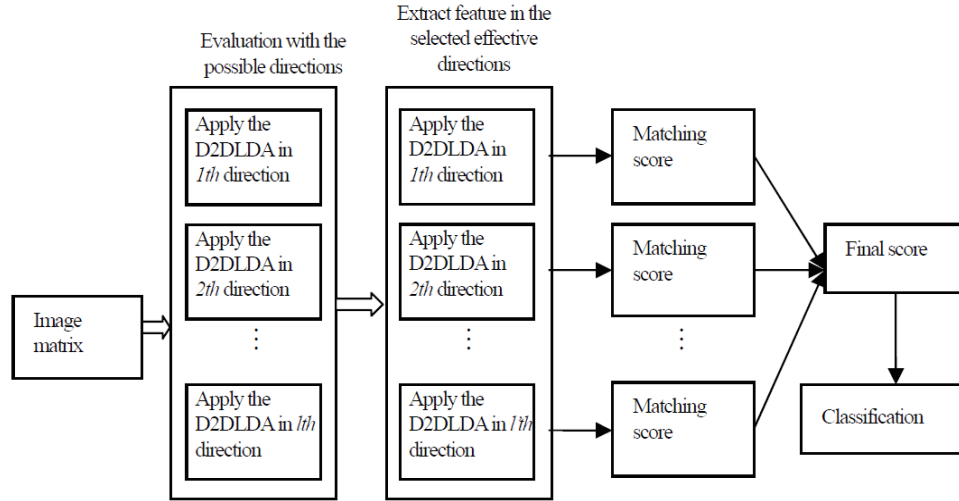 Evaluation with the
possible directions
Extract feature in the
selected effective
directions
Image
matrix
Apply the
D2DLDA in
1th direction
Apply the
D2DLDA in
2th direction
⋮
Apply the
D2DLDA in lth
direction
Apply the
D2DLDA in
1th direction
Apply the
D2DLDA in
2th direction
⋮
Apply the
D2DLDA in l'th
direction
Matching
score
Matching
score
⋮
Matching
score
Final score
Classification